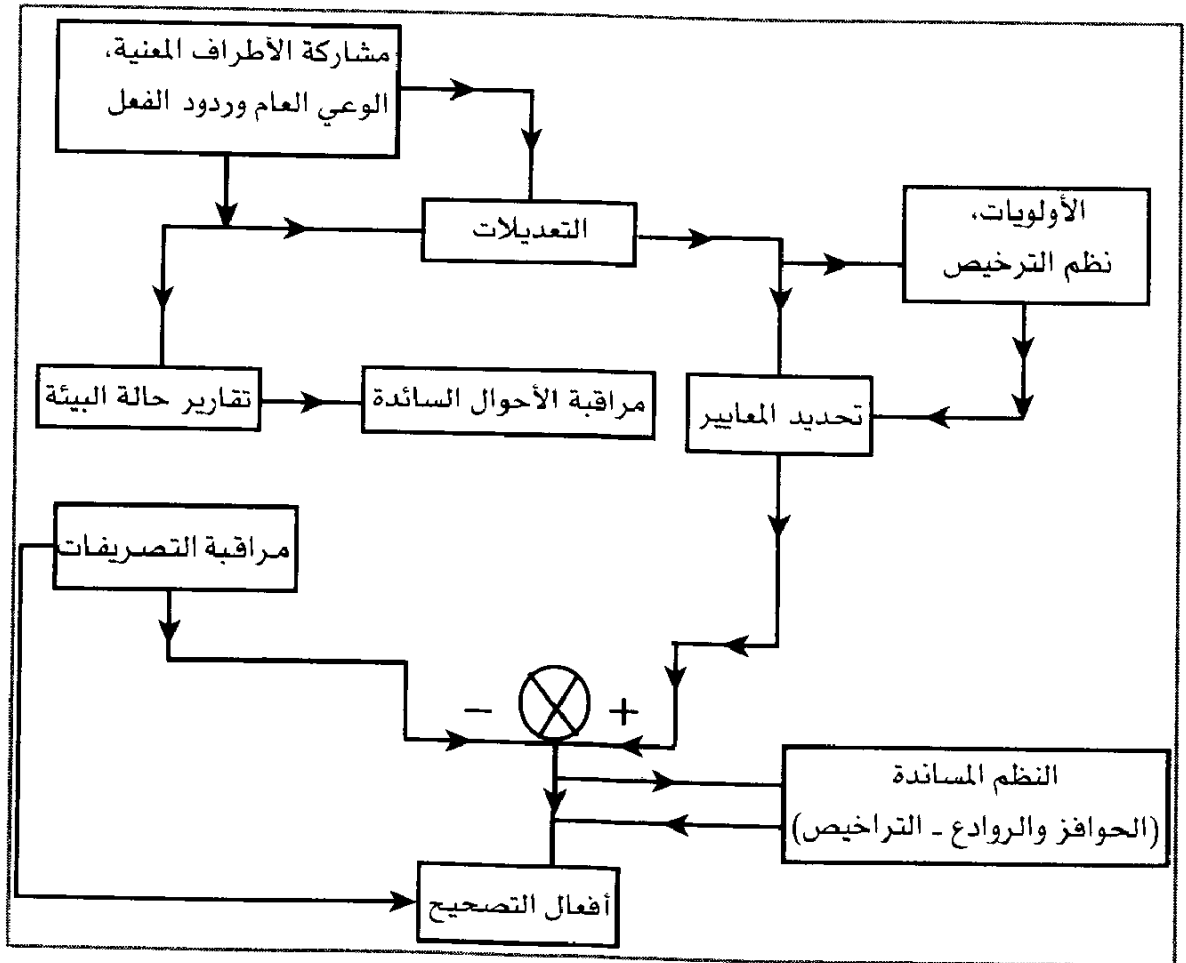 مشاركة الأطراف المعنية،
الوعي العام وردود الفعل
التعديلات
الأولويات،
نظم الترخيص
تقارير حالة البيئة
مراقبة الأحوال السائدة
تحديد المعايير
مراقبة التصريفات
- +
النظم المساندة
(الحوافز والروادع - التراخيص)
أفعال التصحيح